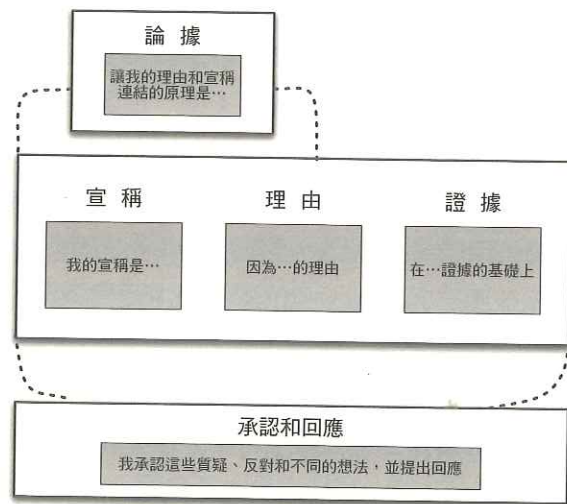 論據
讓我的理由和宣稱
連結的原理是…
宣稱
理由
證據
我的宣稱是…
因為…的理由
在…證據的基礎上
承認和回應
我承認這些質疑、反對和不同的想法，並提出回應